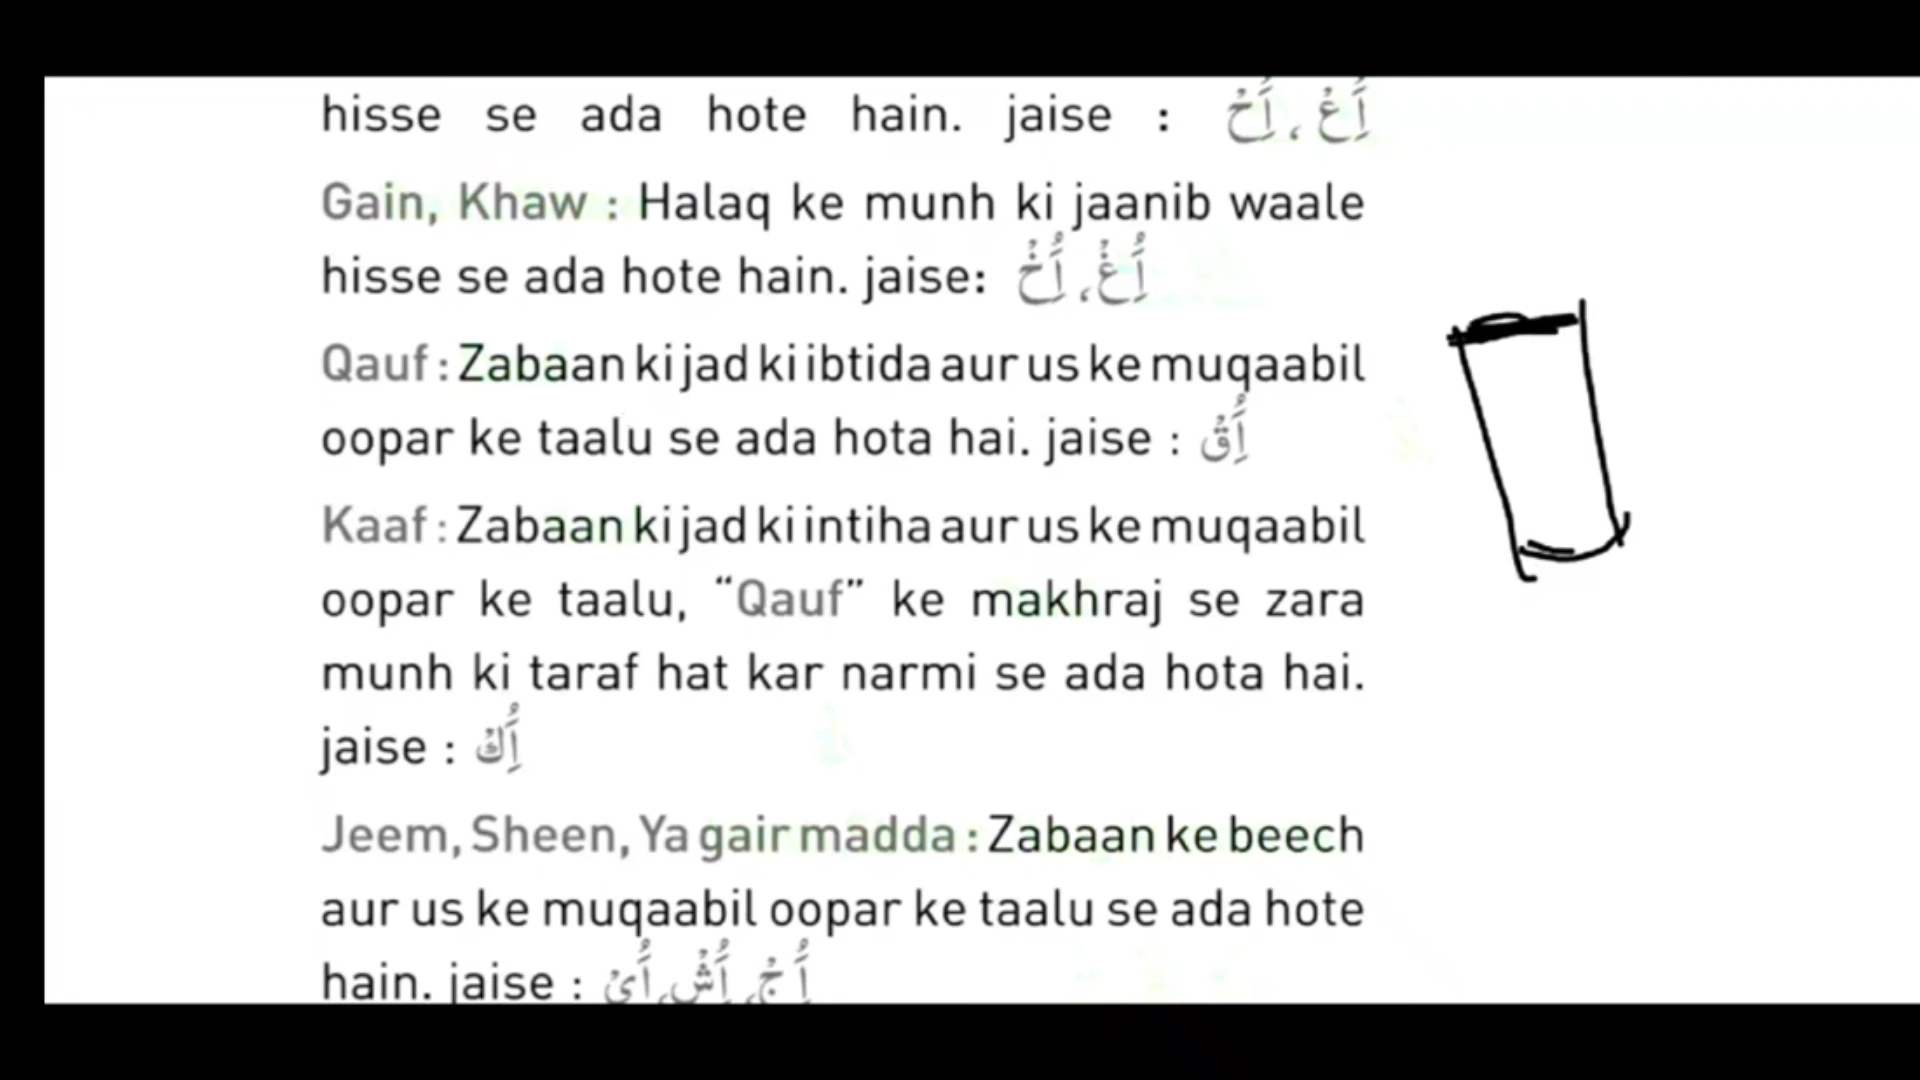 hisse se ada hote hain. jaise : اَِعْ ، اَِحْ
Gain, Khaw : Halaq ke munh ki jaanib waale
hisse se ada hote hain. jaise: اَُِغْ، اَُِخْ
Qauf : Zabaan ki jad ki ibtida aur us ke muqaabil
oopar ke taalu se ada hota hai. jaise : اَُِقْ
Kaaf : Zabaan ki jad ki intiha aur us ke muqaabil
oopar ke taalu, “Qauf” ke makhraj se zara
munh ki taraf hat kar narmi se ada hota hai.
jaise : اَُِكْ
Jeem, Sheen, Ya gair madda : Zabaan ke beech
aur us ke muqaabil oopar ke taalu se ada hote
hain. jaise : اَُِجْ، اَُِشْ، اَُِىْ